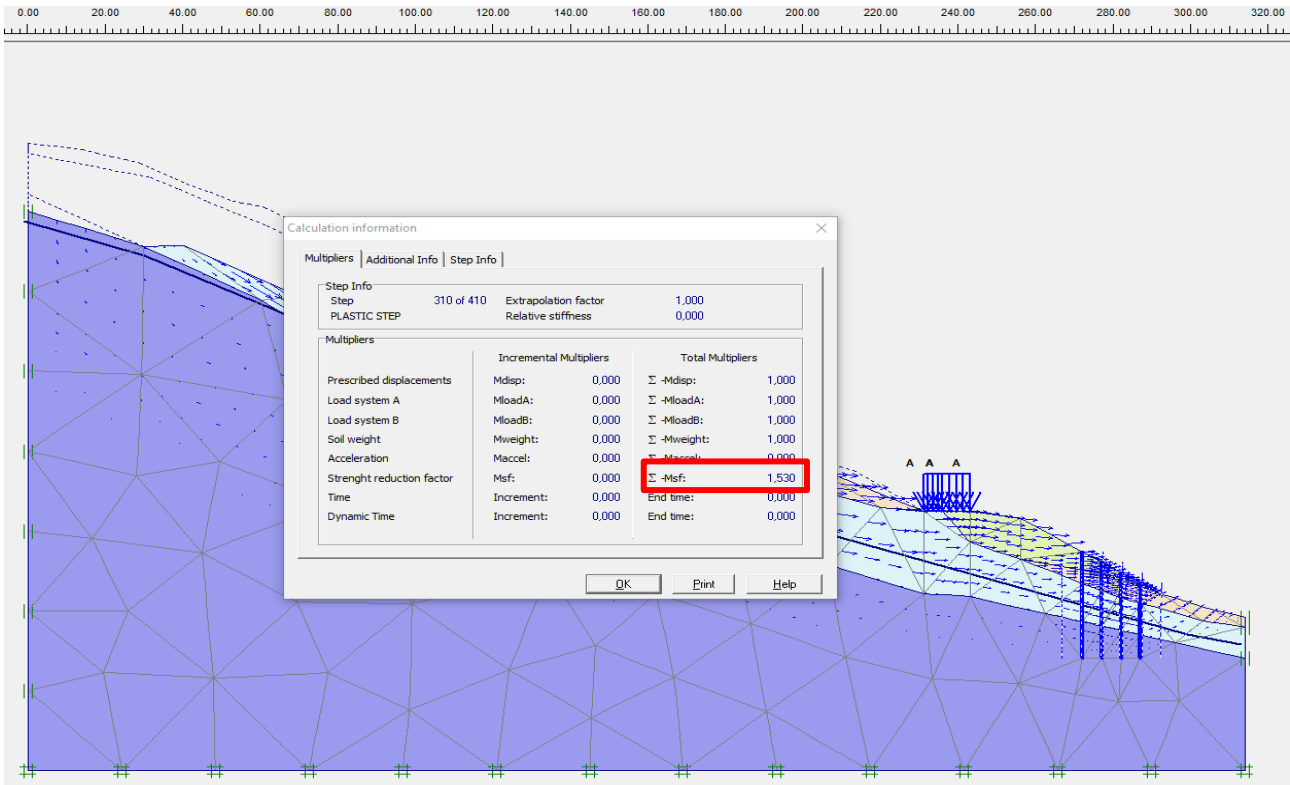 0.00 20.00 40.00 60.00 80.00 100.00 120.00 140.00 160.00 180.00 200.00 220.00 240.00 260.00 280.00 300.00 320.00
Calculation information
Multipliers Additional Info Step Info
Step Info
Step 310 of 410 Extrapolation factor 1,000
PLASTIC STEP Relative stiffness 0,000
Multipliers
Incremental Multipliers Total Multipliers
Prescribed displacements Mdisp: 0,000 Σ -Mdisp: 1,000
Load system A MloadA: 0,000 Σ -MloadA: 1,000
Load system B MloadB: 0,000 Σ -MloadB: 1,000
Soil weight Mweight: 0,000 Σ -Mweight: 1,000
Acceleration Maccel: 0,000 Σ -Maccel: 0,000
Strenght reduction factor Msf: 0,000 Σ -Msf: 1,530
Time Increment: 0,000 End time: 0,000
Dynamic Time Increment: 0,000 End time: 0,000
OK Print Help
A A A